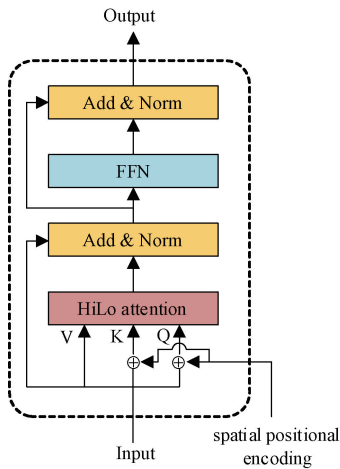 Output
Add & Norm
FFN
Add & Norm
HiLo attention
V K Q
Input
spatial positional
encoding